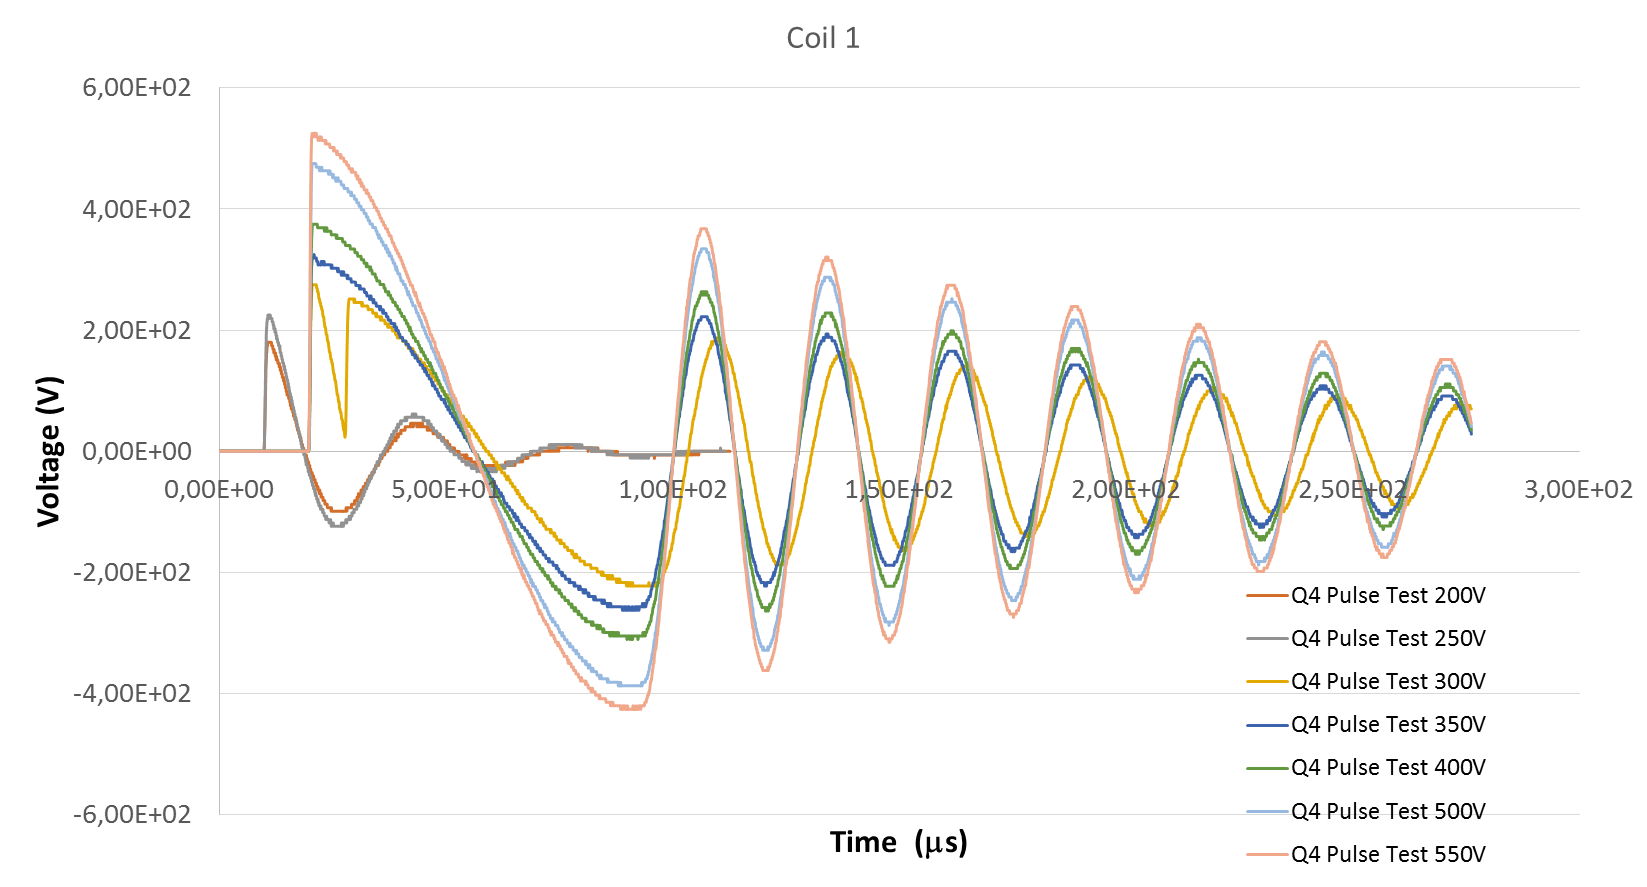 Coil 1
6,00E+02
4,00E+02
2,00E+02
0,00E+00
-2,00E+02
-4,00E+02
-6,00E+02
0,00E+00 5,00E+01 1,00E+02 1,50E+02 2,00E+02 2,50E+02 3,00E+02
Voltage (V)
Time (μs)
Q4 Pulse Test 200V
Q4 Pulse Test 250V
Q4 Pulse Test 300V
Q4 Pulse Test 350V
Q4 Pulse Test 400V
Q4 Pulse Test 500V
Q4 Pulse Test 550V